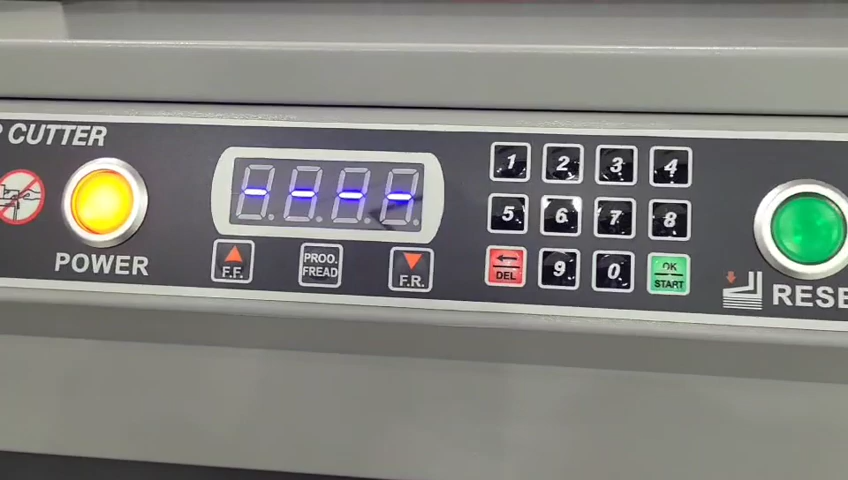 CUTTER
POWER
----
F.F.
PROO.
FREAD
F.R.
1 2 3 4
5 6 7 8
DEL 9 0 OK
START
RESE